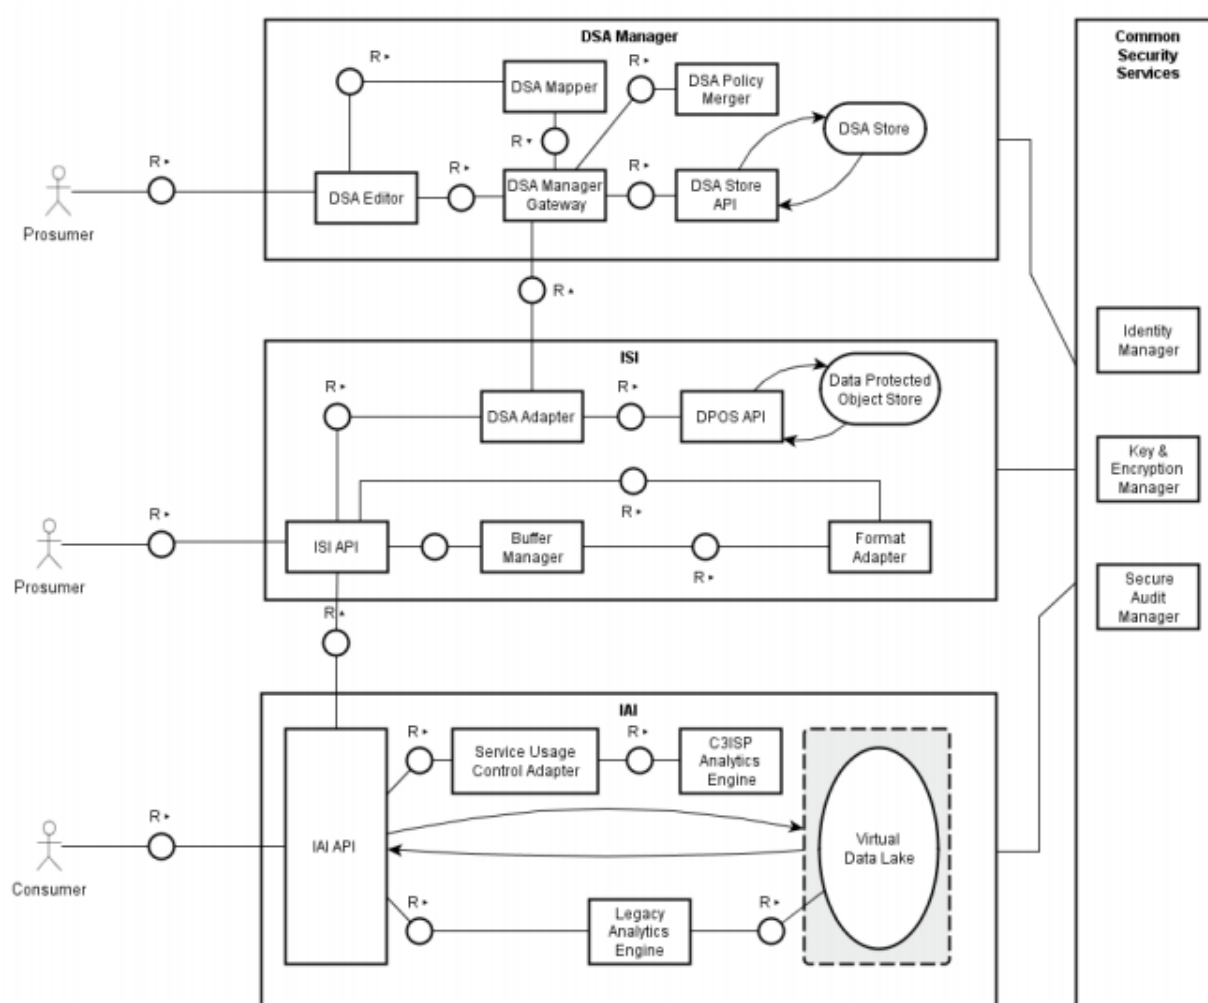 DSA Manager
Common
Security
Services
R ▸
DSA Mapper
R ▸
DSA Policy
Merger
DSA Store
R ▾
R ▸
Prosumer
DSA Editor
R ▸
DSA Manager
Gateway
R ▸
DSA Store
API
R ▴
Identity
Manager
ISI
R ▸
DSA Adapter
R ▸
DPOS API
Data Protected
Object Store
Key &
Encryption
Manager
R ▸
R ▸
Prosumer
ISI API
Buffer
Manager
R ▸
Format
Adapter
Secure
Audit
Manager
R ▴
IAI
R ▸
Service Usage
Control Adapter
R ▸
C3ISP
Analytics
Engine
R ▸
Consumer
IAI API
Virtual
Data Lake
R ▸
Legacy
Analytics
Engine
R ▸